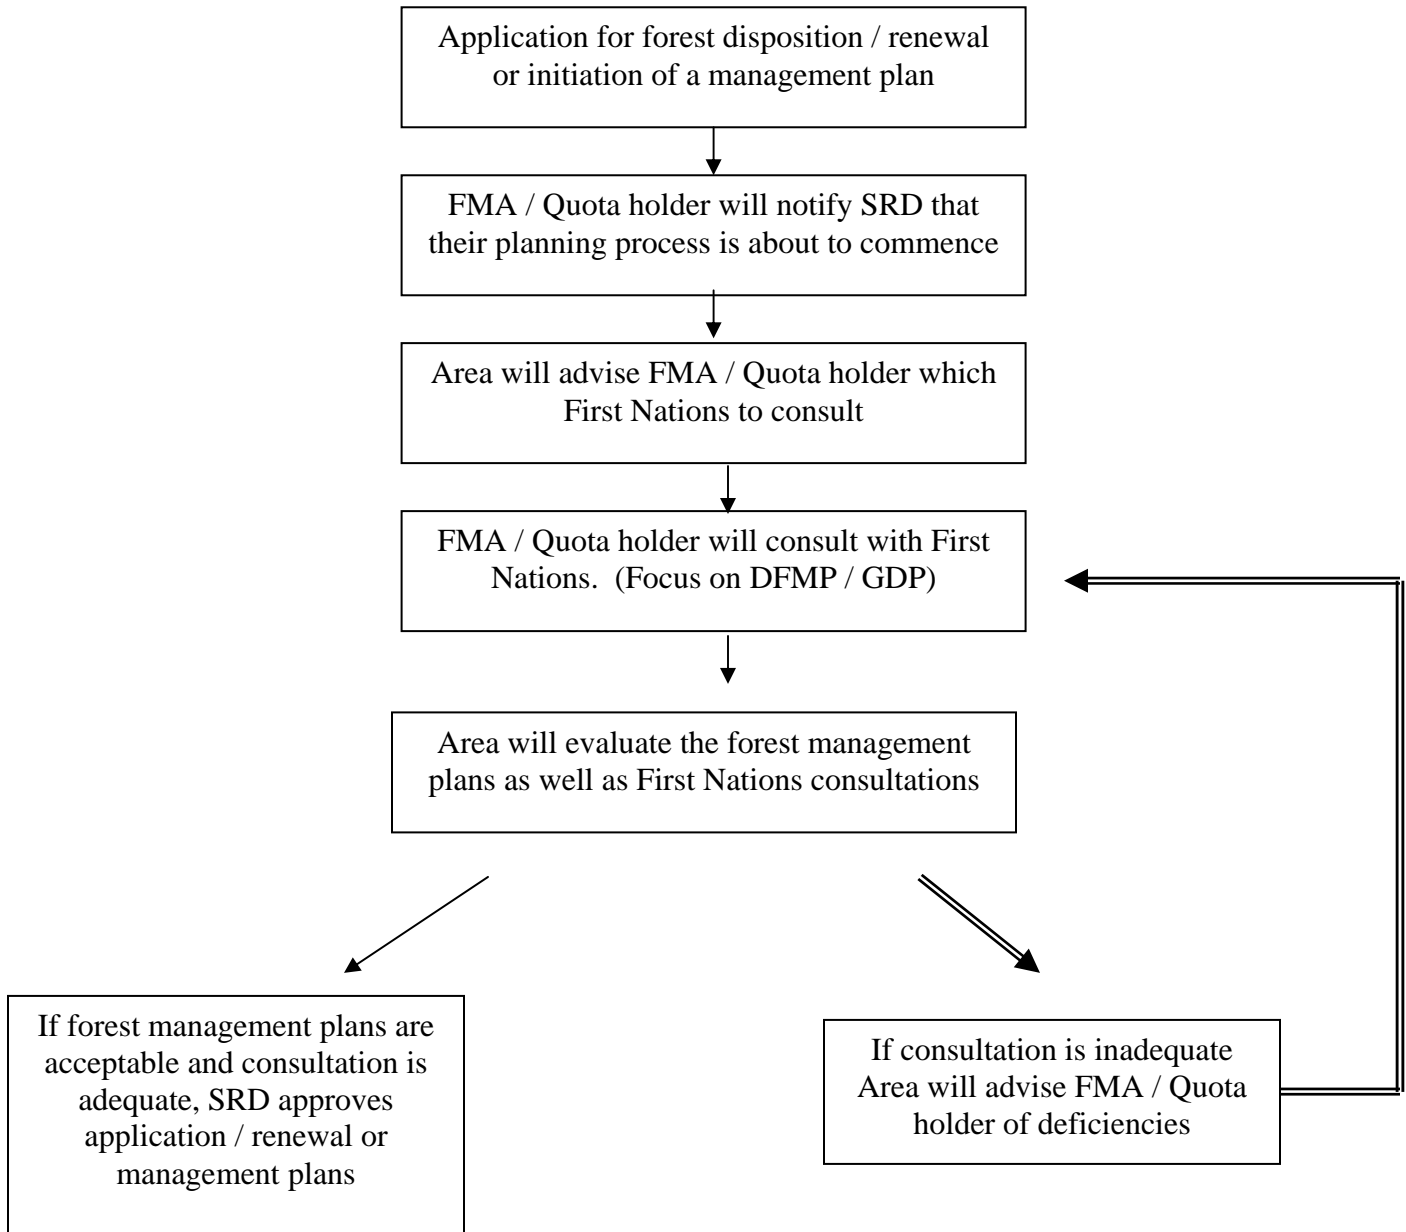 Application for forest disposition / renewal
or initiation of a management plan
FMA / Quota holder will notify SRD that
their planning process is about to commence
Area will advise FMA / Quota holder which
First Nations to consult
FMA / Quota holder will consult with First
Nations.  (Focus on DFMP / GDP)
Area will evaluate the forest management
plans as well as First Nations consultations
If forest management plans are
acceptable and consultation is
adequate, SRD approves
application / renewal or
management plans
If consultation is inadequate
Area will advise FMA / Quota
holder of deficiencies